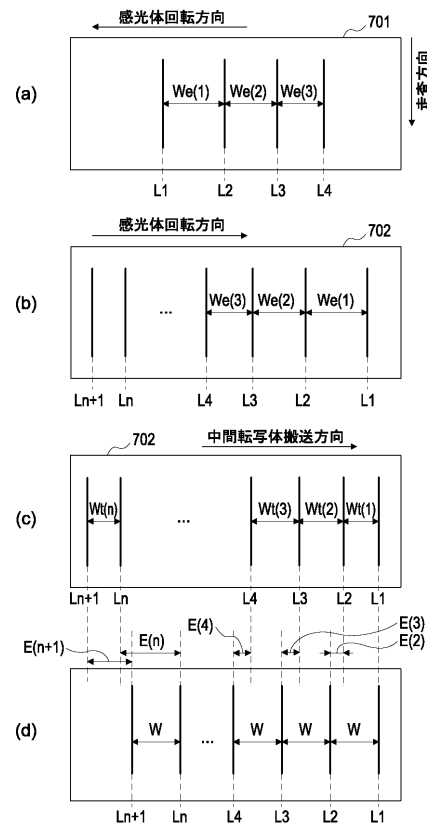 感光体回転方向
701
走査方向
(a)
We(1) We(2) We(3)
L1 L2 L3 L4
感光体回転方向
702
(b)
We(3) We(2) We(1)
...
Ln+1 Ln L4 L3 L2 L1
702
中間転写体搬送方向
(c)
Wt(n) ... Wt(3) Wt(2) Wt(1)
Ln+1 Ln L4 L3 L2 L1
E(4) E(3)
E(n+1) E(n) E(2)
(d)
W ... W W W
Ln+1 Ln L4 L3 L2 L1